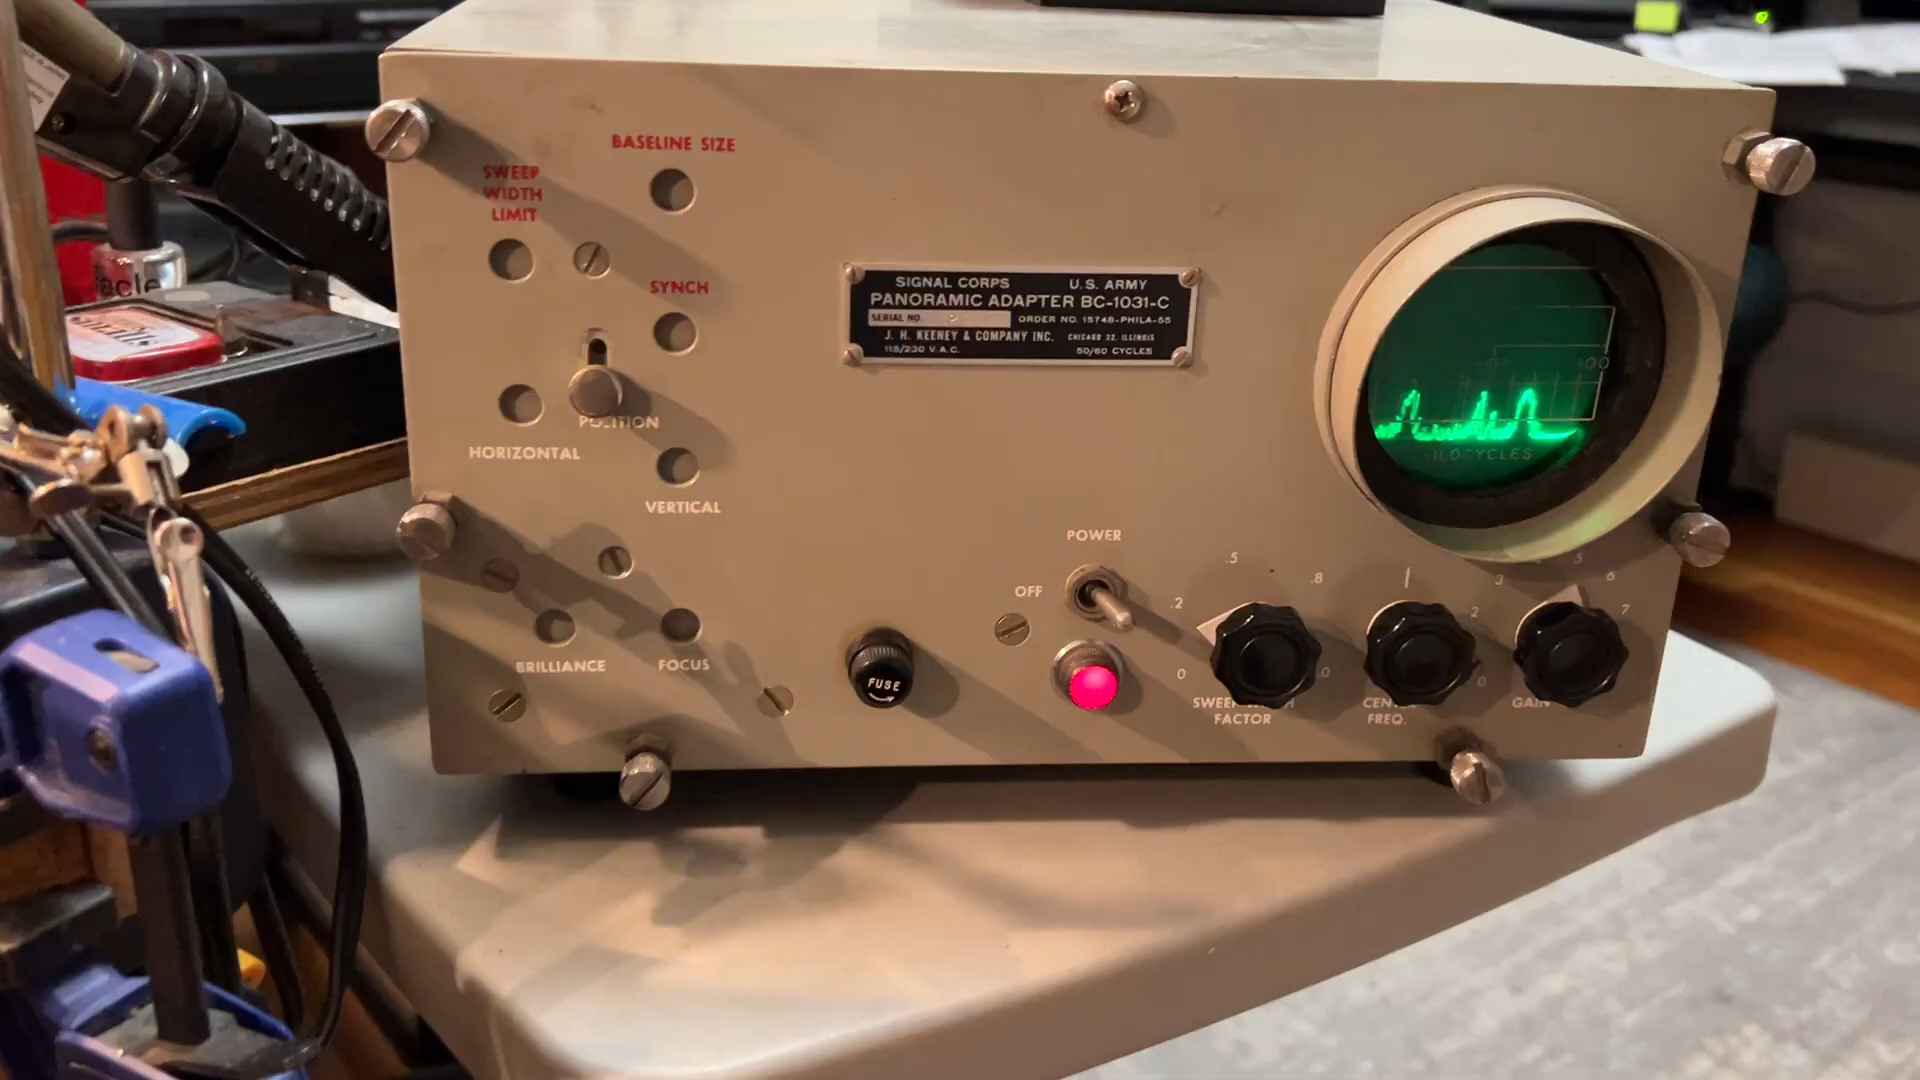 BASELINE SIZE
SWEEP
WIDTH
LIMIT
SYNCH
POSITION
HORIZONTAL
VERTICAL
BRILLIANCE
FOCUS
SIGNAL CORPS U.S. ARMY
PANORAMIC ADAPTER BC-1031-C
SERIAL NO. ORDER NO. 15748-PHILA-55
J. H. KEENEY & COMPANY INC. CHICAGO 32, ILLINOIS
115/230 V.A.C. 50/60 CYCLES
POWER
OFF
FUSE
.5 .8
.2
0
FACTOR
3
2
0
FREQ.
5 6
7
GAIN